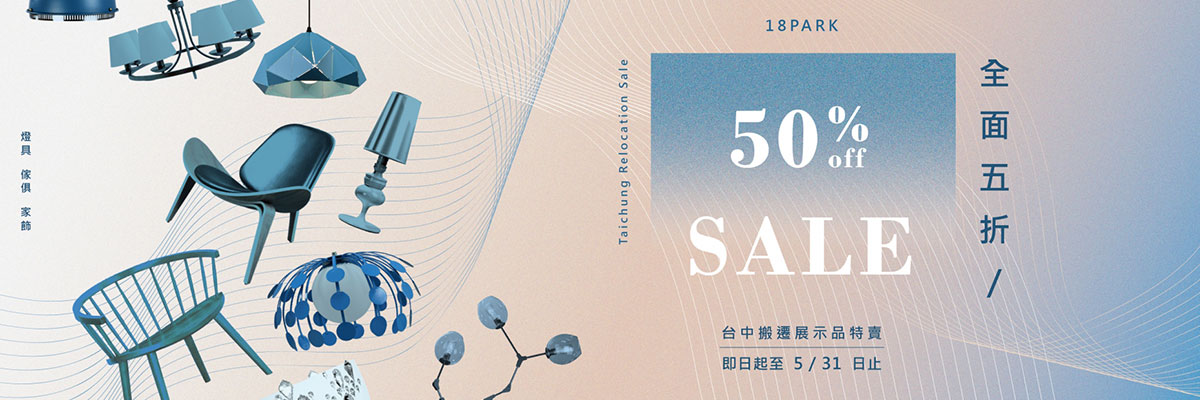 燈具 傢俱 家飾
Taichung Relocation Sale
18PARK
50% off
SALE
台中搬遷展示品特賣
即日起至 5/31 日止
全面五折/